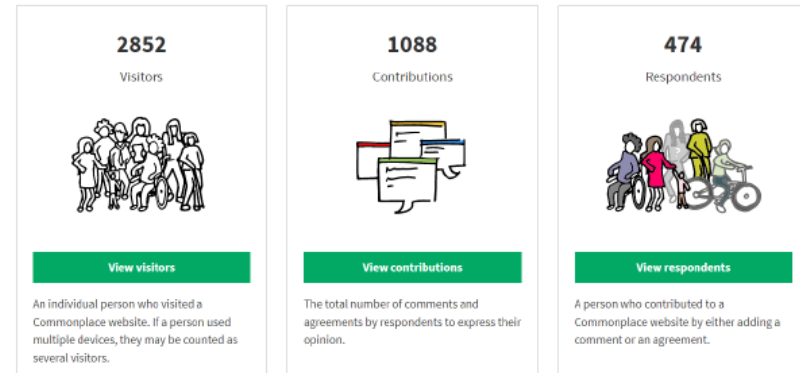 2852
Visitors
View visitors
An individual person who visited a
Commonplace website. If a person used
multiple devices, they may be counted as
several visitors.
1088
Contributions
View contributions
The total number of comments and
agreements by respondents to express their
opinion.
474
Respondents
View respondents
A person who contributed to a
Commonplace website by either adding a
comment or an agreement.